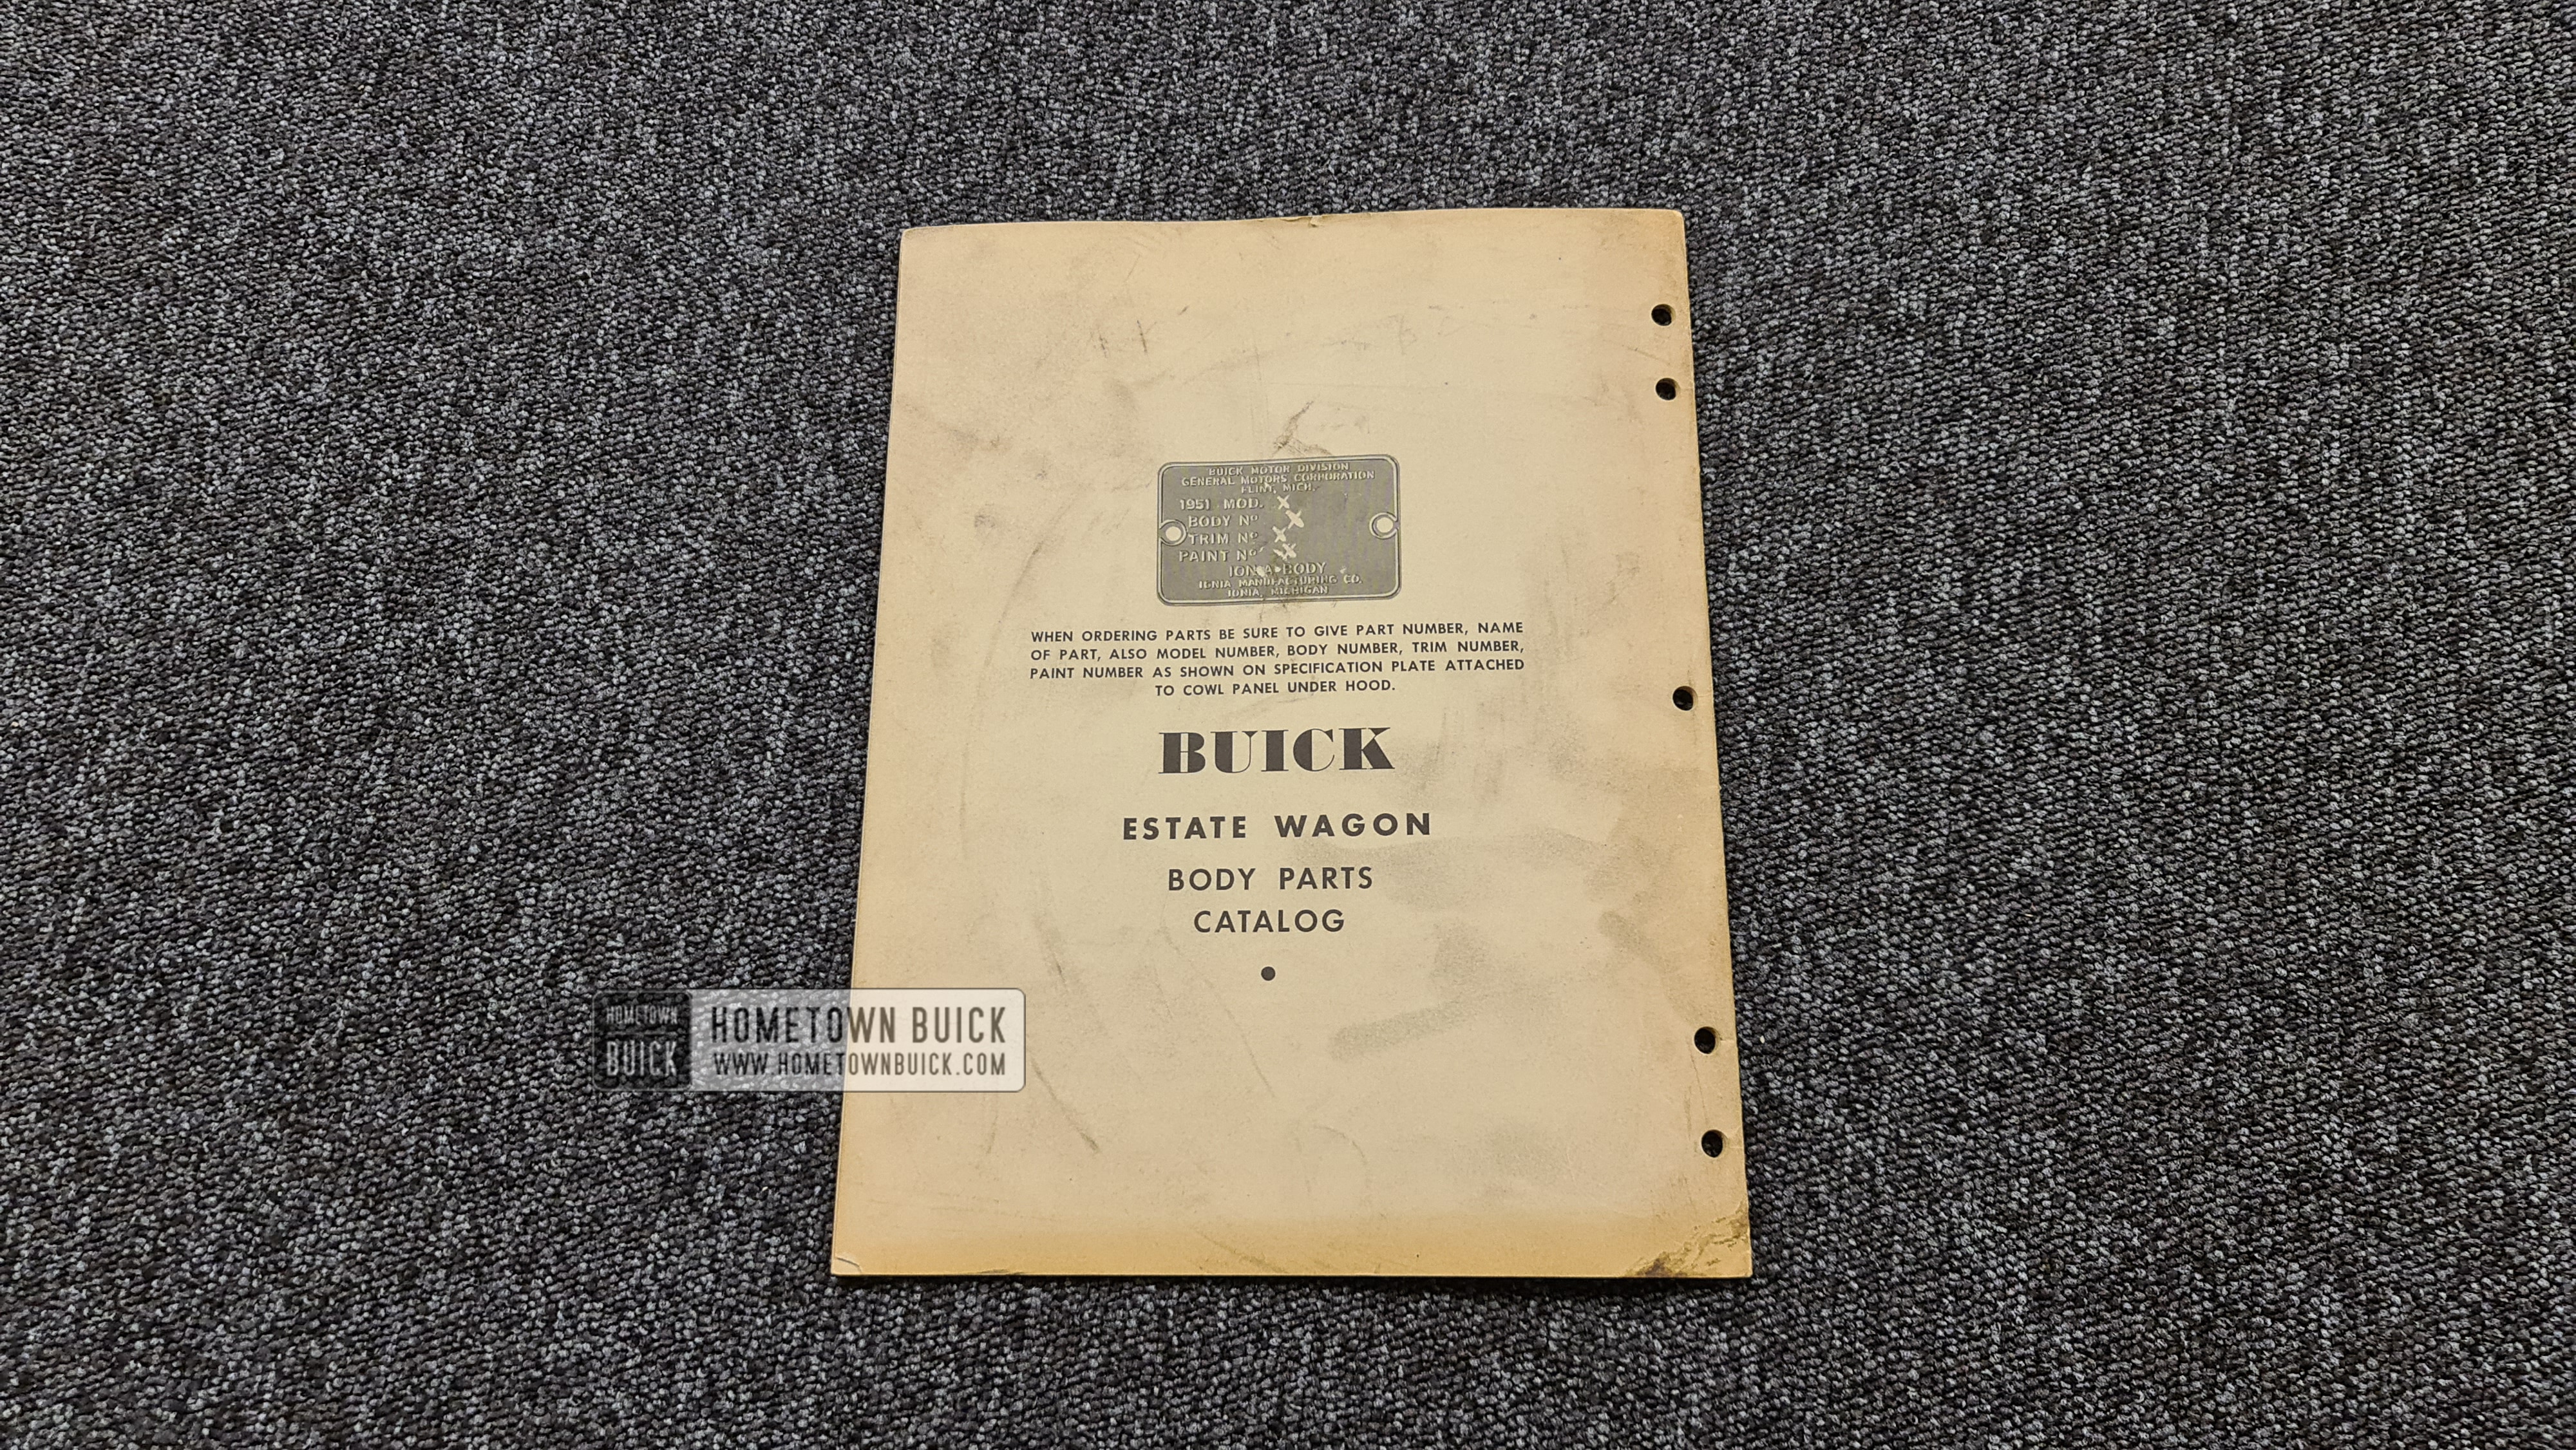 BUICK MOTOR DIVISION
GENERAL MOTORS CORPORATION
FLINT, MICH.
1951 MOD. X
BODY Nº X
TRIM Nº X
PAINT Nº X
IONIA BODY
IONIA MANUFACTURING CO.
IONIA, MICHIGAN
WHEN ORDERING PARTS BE SURE TO GIVE PART NUMBER, NAME
OF PART, ALSO MODEL NUMBER, BODY NUMBER, TRIM NUMBER,
PAINT NUMBER AS SHOWN ON SPECIFICATION PLATE ATTACHED
TO COWL PANEL UNDER HOOD.
BUICK
ESTATE WAGON
BODY PARTS
CATALOG
HOMETOWN
BUICK
HOMETOWN BUICK
WWW.HOMETOWNBUICK.COM